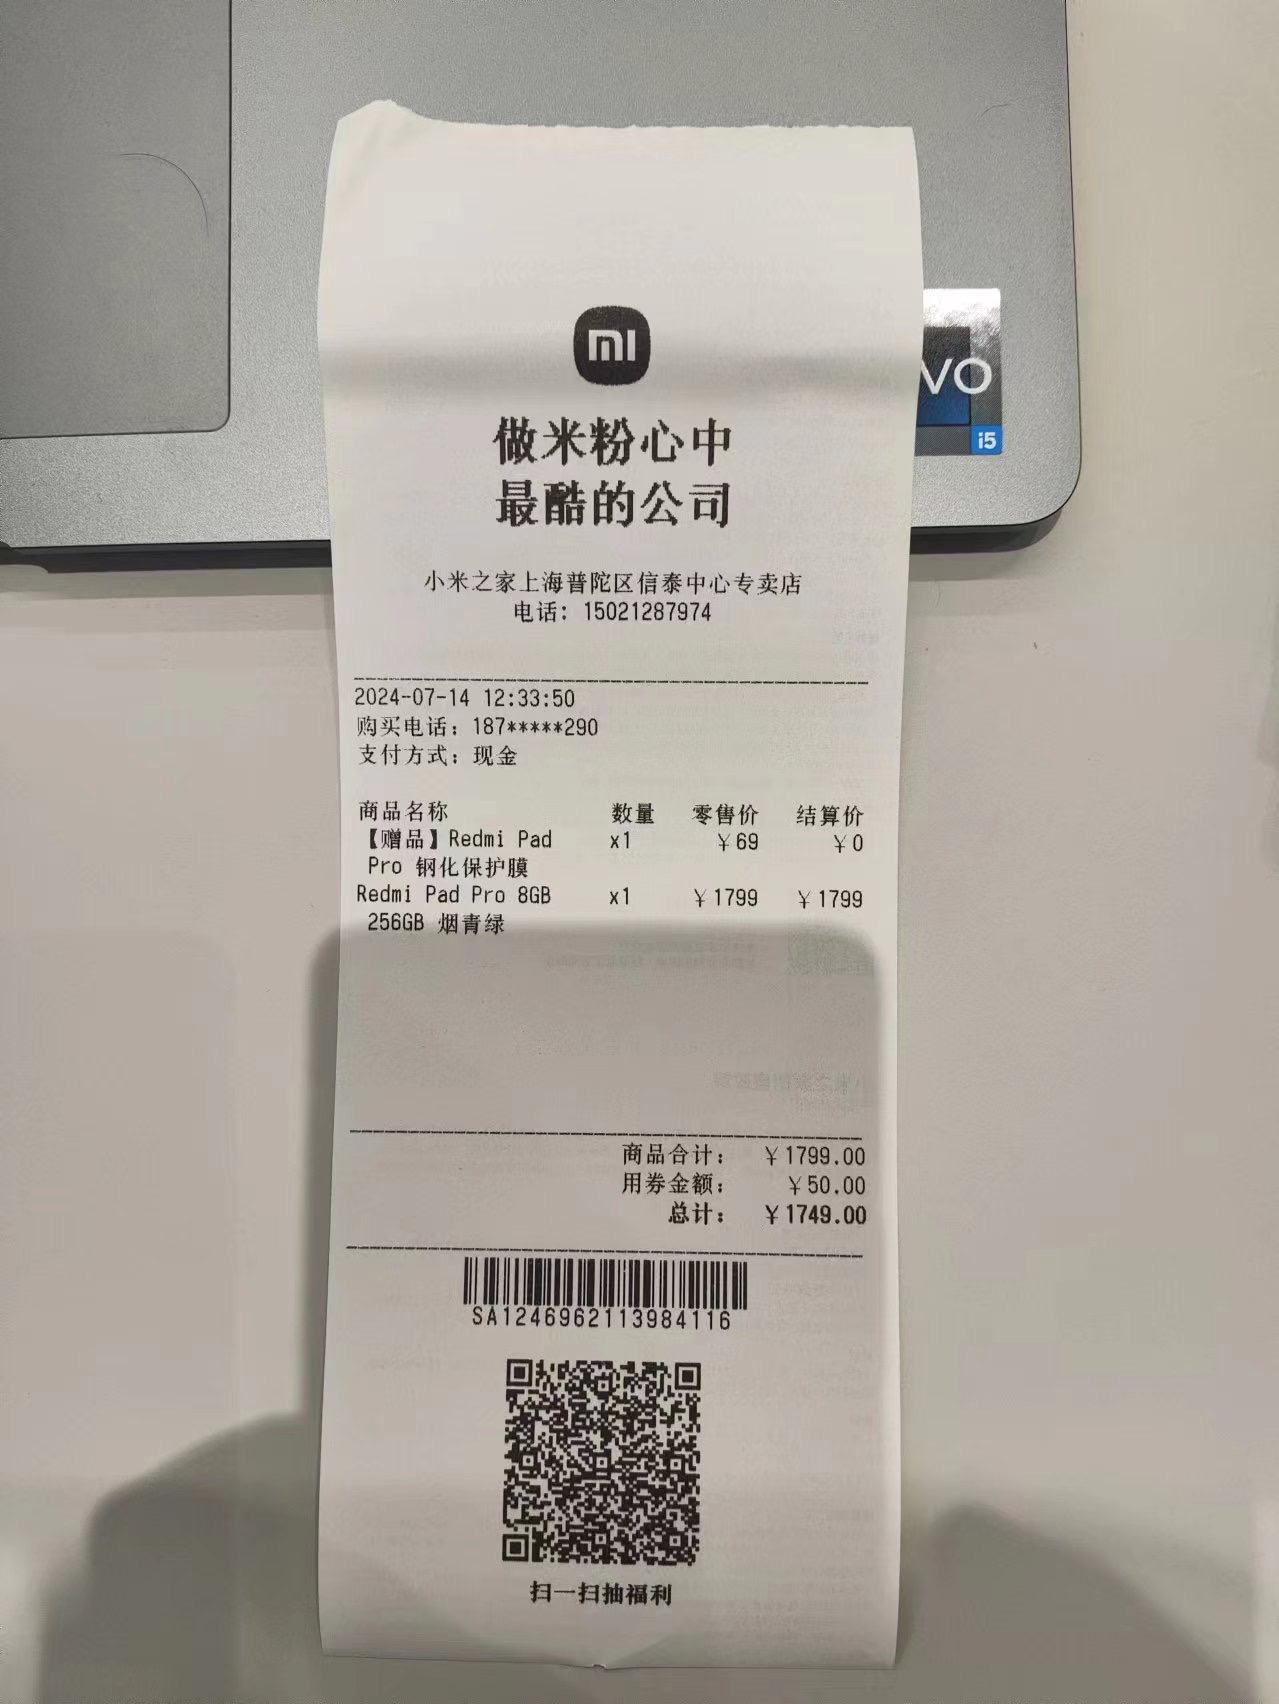 mi
VO
i5
做米粉心中
最酷的公司
小米之家上海普陀区信泰中心专卖店
电话: 15021287974
2024-07-14 12:33:50
购买电话: 187*****290
支付方式: 现金
商品名称 数量 零售价 结算价
【赠品】Redmi Pad x1 ¥69 ¥0
Pro 钢化保护膜
Redmi Pad Pro 8GB x1 ¥1799 ¥1799
256GB 烟青绿
商品合计: ¥1799.00
用券金额: ¥50.00
总计: ¥1749.00
SA1246962113984116
扫一扫抽福利